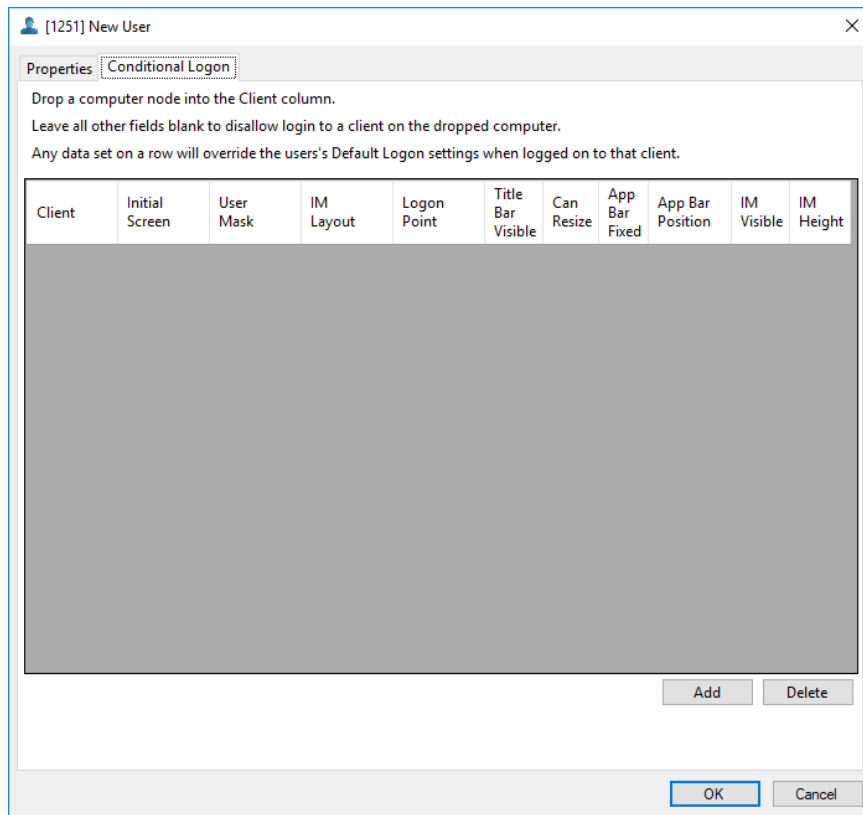 [1251] New User
Properties Conditional Logon
Drop a computer node into the Client column.
Leave all other fields blank to disallow login to a client on the dropped computer.
Any data set on a row will override the users's Default Logon settings when logged on to that client.
Client
Initial
Screen
User
Mask
IM
Layout
Logon
Point
Title
Bar
Visible
Can
Resize
App
Bar
Fixed
App Bar
Position
IM
Visible
IM
Height
Add Delete
OK Cancel